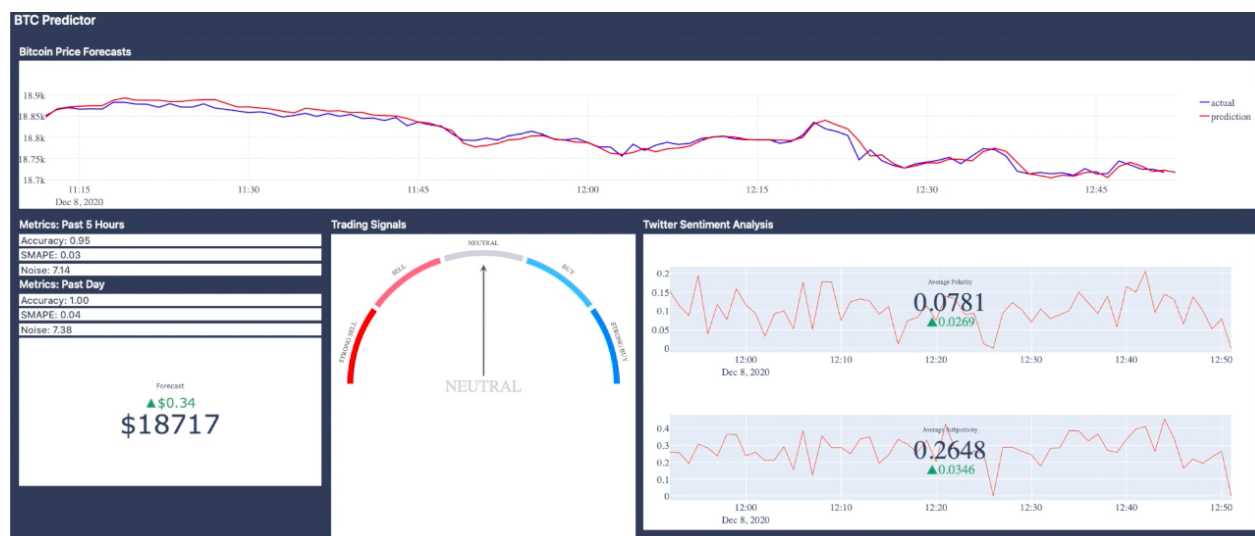 BTC Predictor
Bitcoin Price Forecasts
18.9k
18.85k
18.8k
18.75k
18.7k
11:15 11:30 11:45 12:00 12:15 12:30 12:45
Dec 8, 2020
actual
prediction
Metrics: Past 5 Hours
Accuracy: 0.95
SMAPE: 0.03
Noise: 7.14
Metrics: Past Day
Accuracy: 1.00
SMAPE: 0.04
Noise: 7.38
Forecast
▲$0.34
$18717
Trading Signals
STRONG SELL
SELL
NEUTRAL
BUY
STRONG BUY
NEUTRAL
Twitter Sentiment Analysis
0.2
0.15
0.1
0.05
0
Average Polarity
0.0781
▲0.0269
12:00 12:10 12:20 12:30 12:40 12:50
Dec 8, 2020
0.4
0.3
0.2
0.1
0
Average Subjectivity
0.2648
▲0.0346
12:00 12:10 12:20 12:30 12:40 12:50
Dec 8, 2020